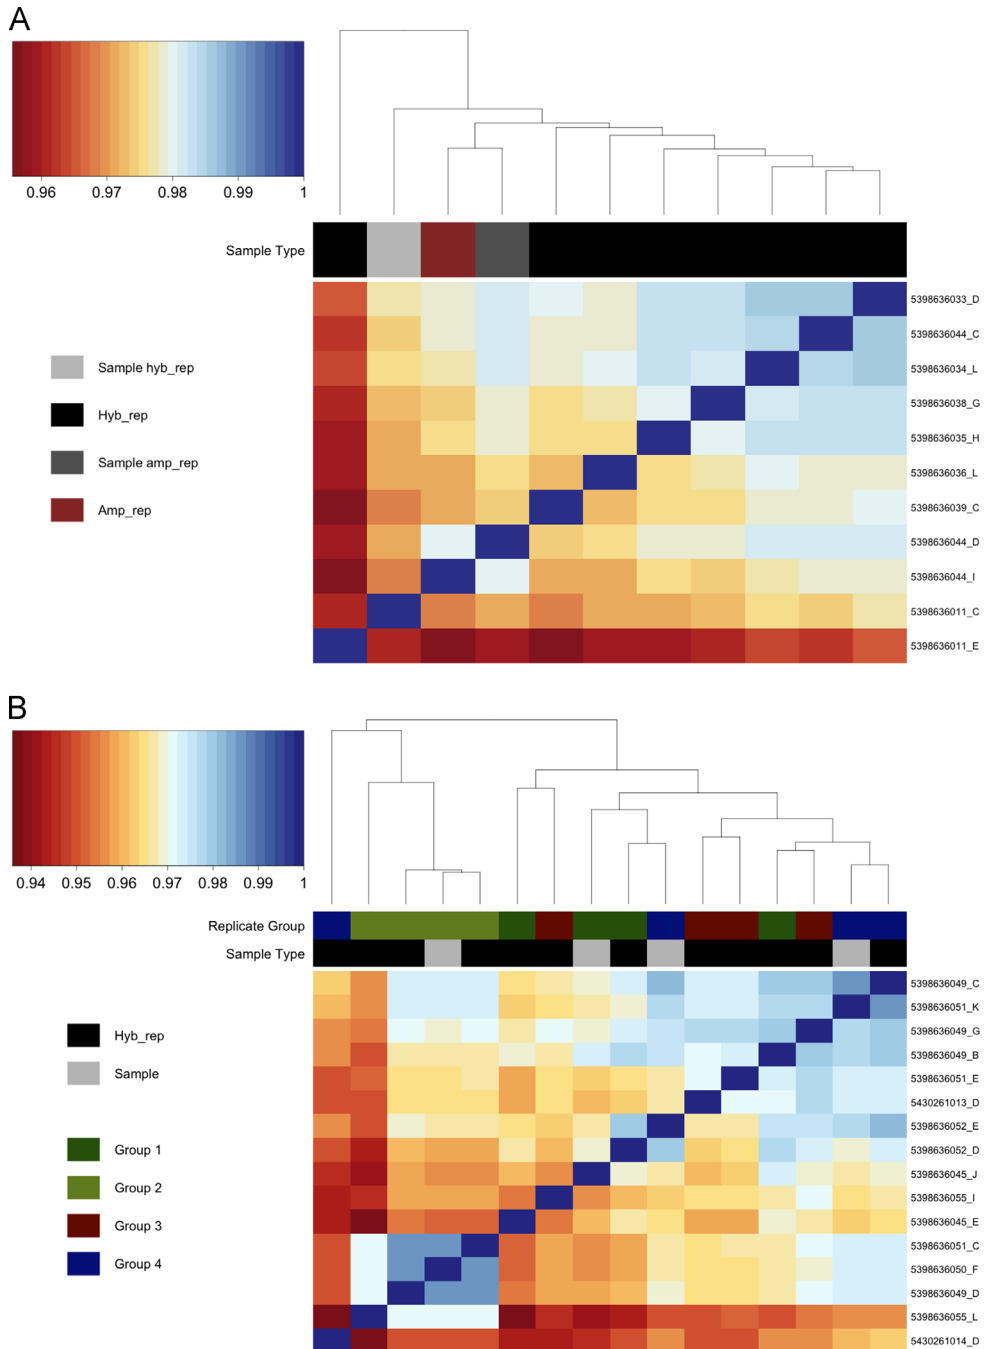 A
0.96 0.97 0.98 0.99 1
Sample Type
5398636033_D
5398636044_C
Sample hyb_rep
5398636034_L
Hyb_rep
5398636038_G
5398636035_H
Sample amp_rep
5398636036_L
Amp_rep
5398636039_C
5398636044_D
5398636044_I
5398636011_C
5398636011_E
B
0.94 0.95 0.96 0.97 0.98 0.99 1
Replicate Group
Sample Type
5398636049_C
5398636051_K
Hyb_rep
5398636049_G
5398636049_B
Sample
5398636051_E
5430261013_D
5398636052_E
Group 1
5398636052_D
5398636045_J
Group 2
5398636055_I
Group 3
5398636045_E
5398636051_C
Group 4
5398636050_F
5398636049_D
5398636055_L
5430261014_D